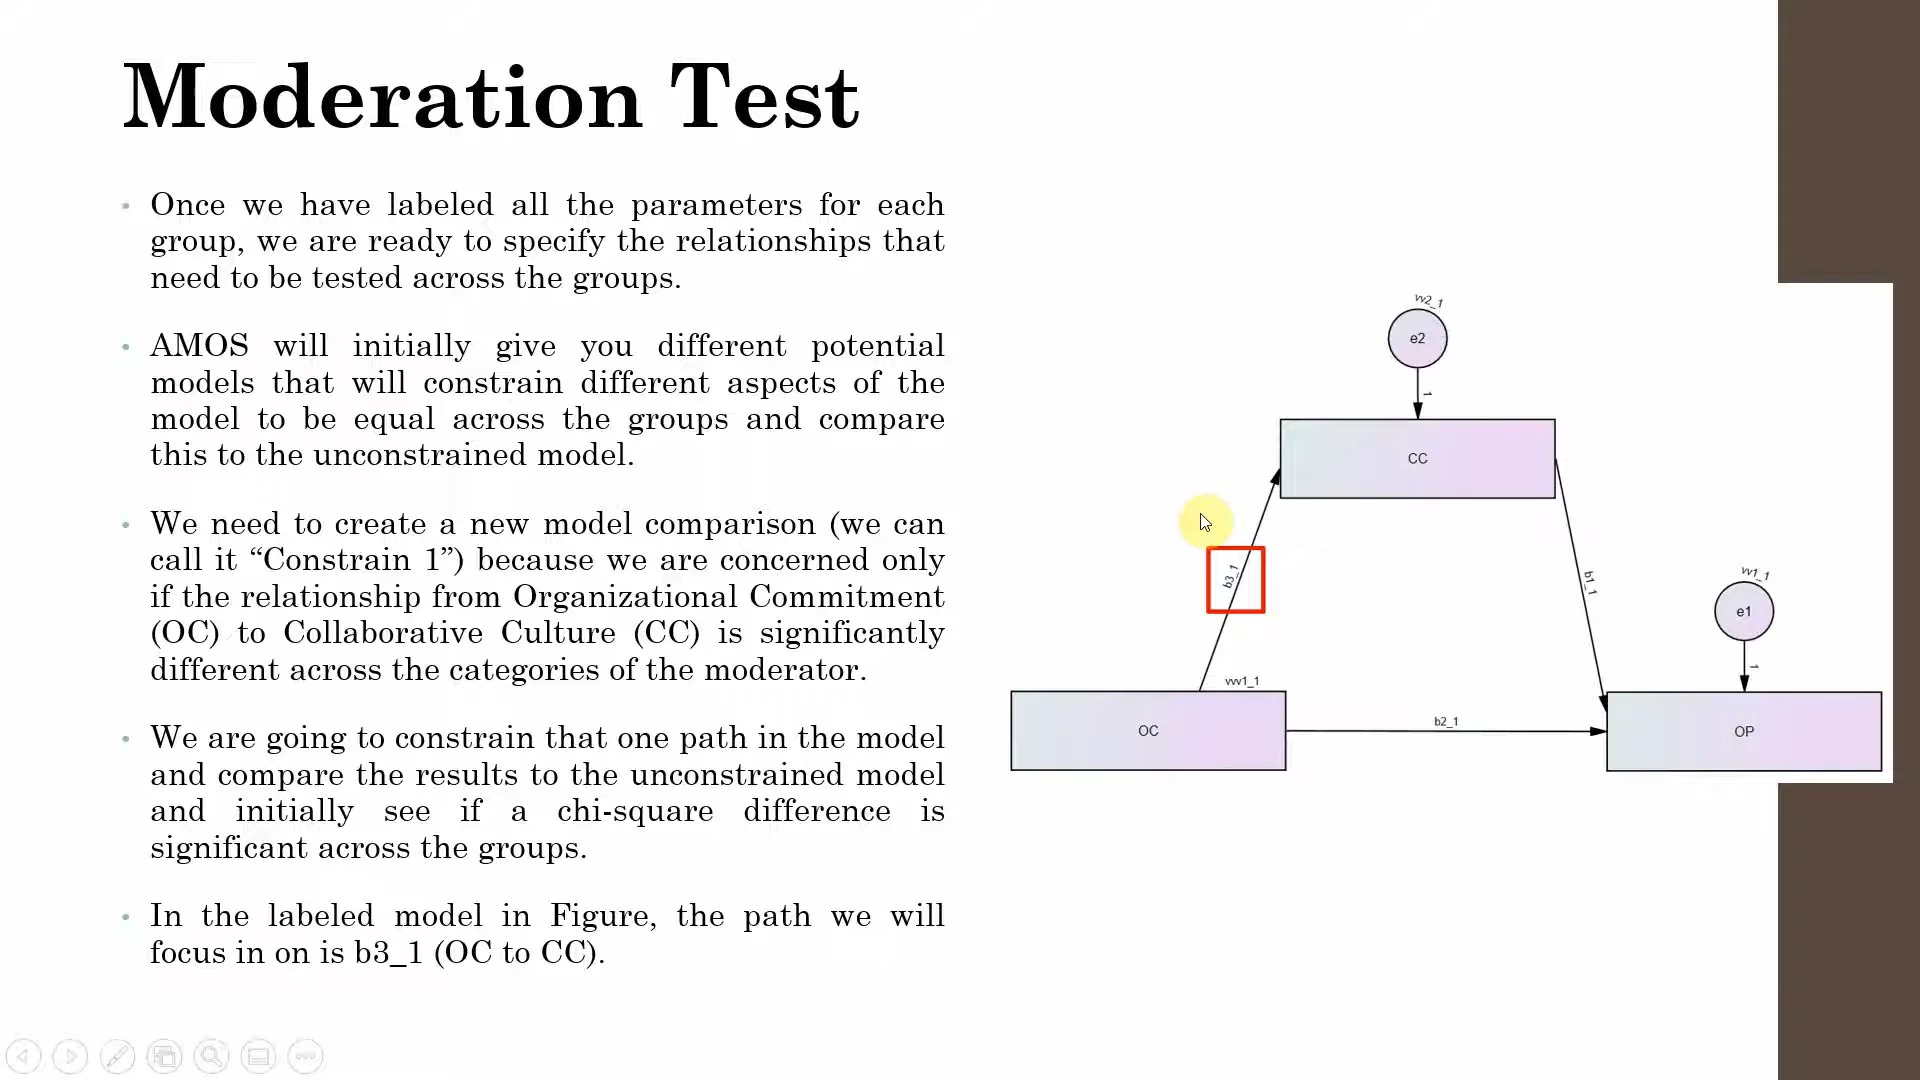 Moderation Test
• Once we have labeled all the parameters for each
group, we are ready to specify the relationships that
need to be tested across the groups.
• AMOS will initially give you different potential
models that will constrain different aspects of the
model to be equal across the groups and compare
this to the unconstrained model.
• We need to create a new model comparison (we can
call it “Constrain 1”) because we are concerned only
if the relationship from Organizational Commitment
(OC) to Collaborative Culture (CC) is significantly
different across the categories of the moderator.
• We are going to constrain that one path in the model
and compare the results to the unconstrained model
and initially see if a chi-square difference is
significant across the groups.
• In the labeled model in Figure, the path we will
focus in on is b3_1 (OC to CC).
vv2_1
e2
1
CC
b3_1
b1_1
vv1_1
e1
1
vvv1_1
OC
b2_1
OP